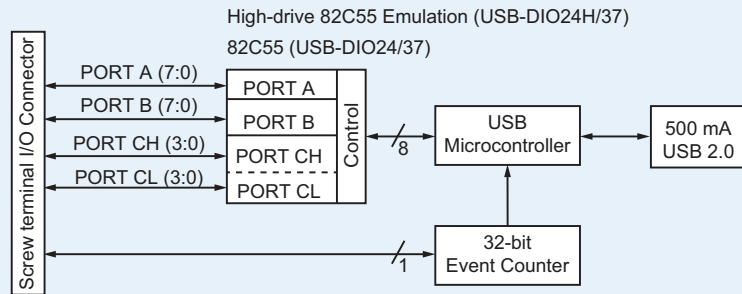 High-drive 82C55 Emulation (USB-DIO24H/37)
82C55 (USB-DIO24/37)
Screw terminal I/O Connector
PORT A (7:0)
PORT B (7:0)
PORT CH (3:0)
PORT CL (3:0)
PORT A
PORT B
PORT CH
PORT CL
Control
8
USB
Microcontroller
500 mA
USB 2.0
1
32-bit
Event Counter